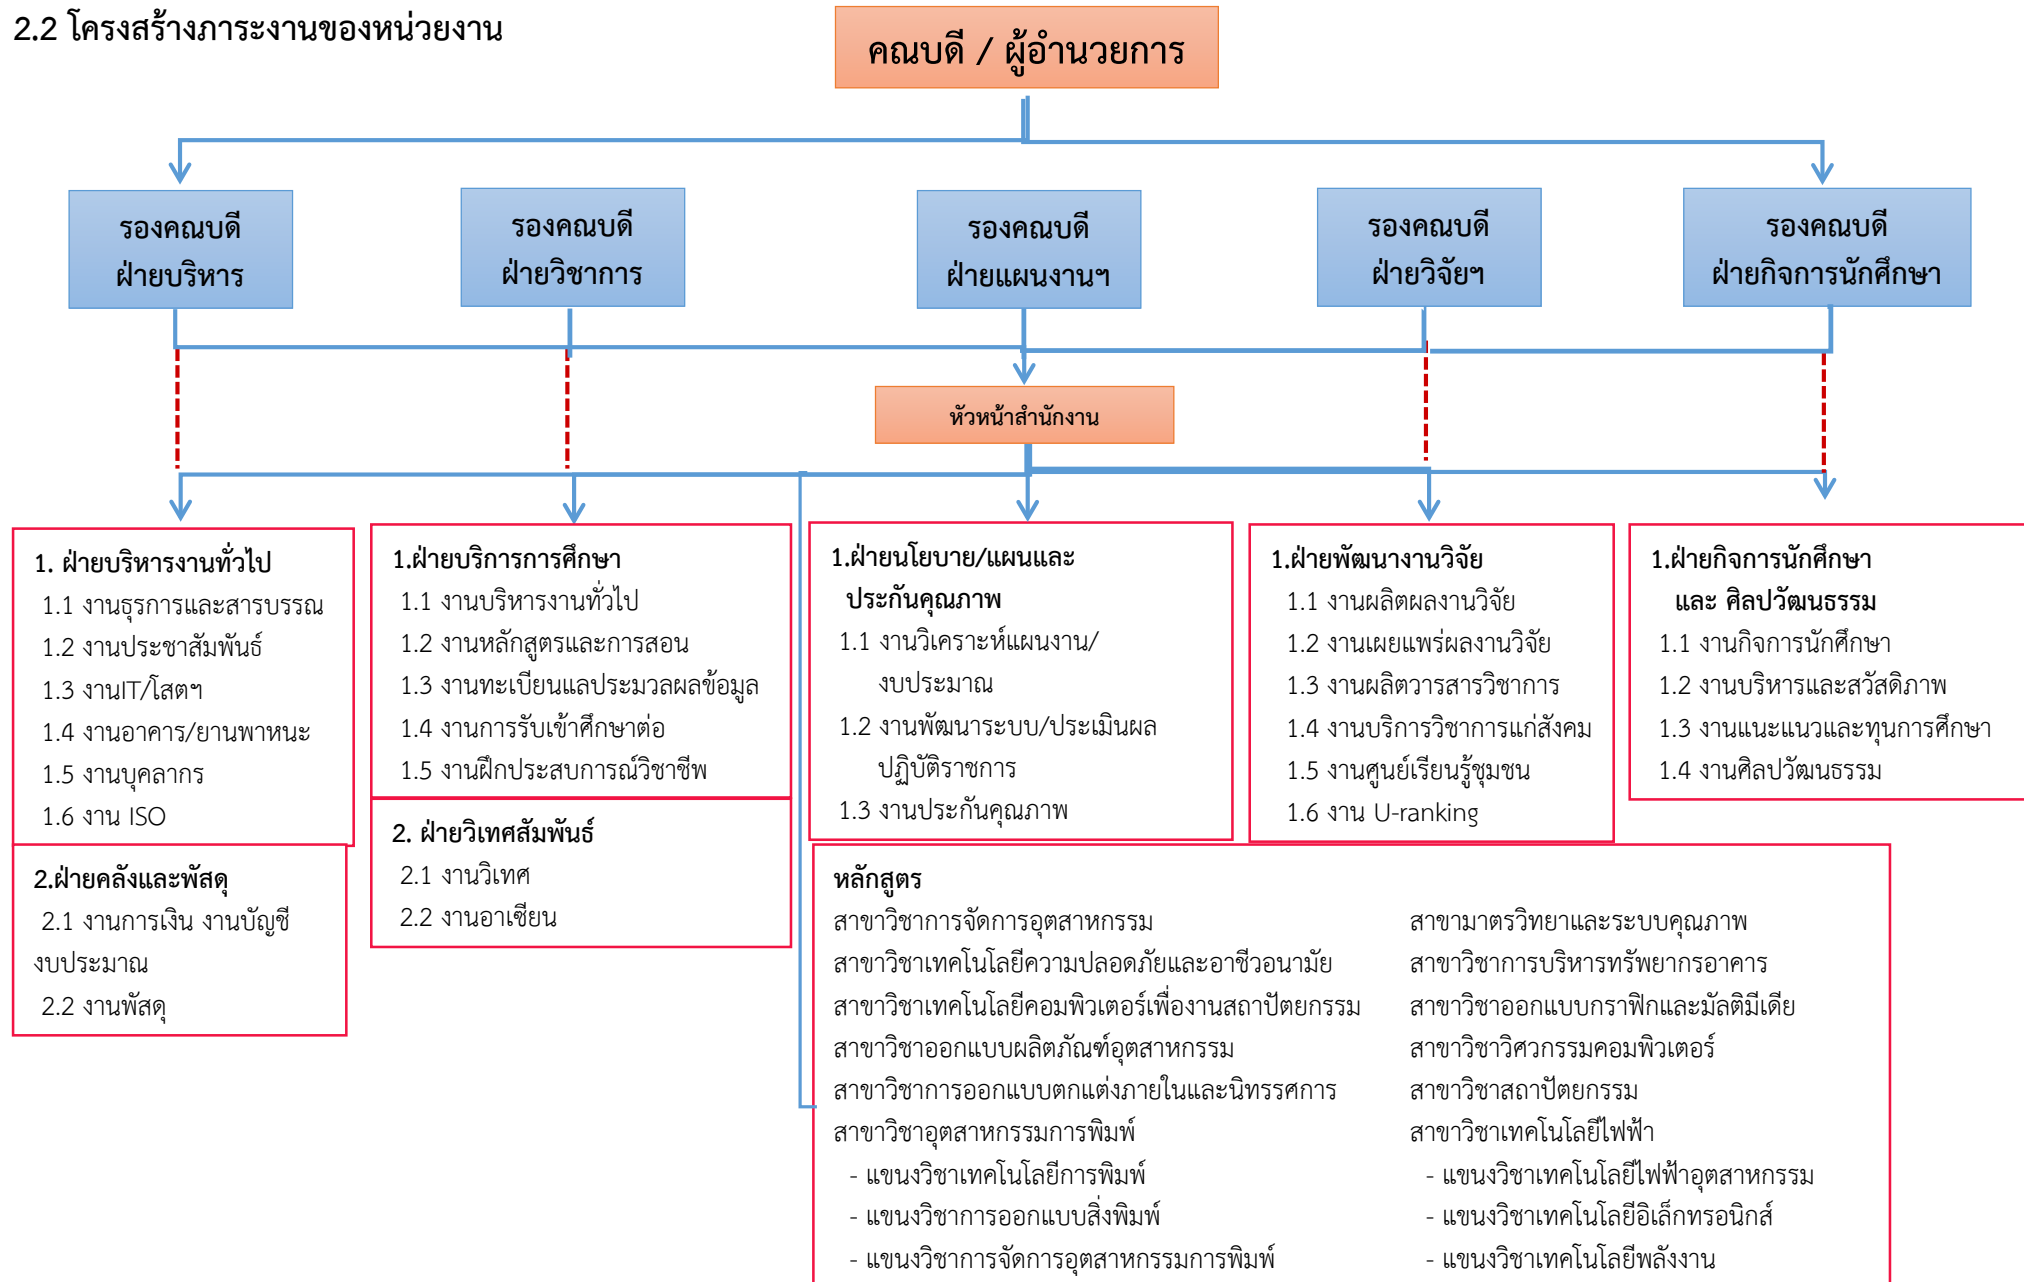 2.2 โครงสร้างภาระงานของหน่วยงาน
คณบดี / ผู้อำนวยการ
รองคณบดี
ฝ่ายบริหาร
รองคณบดี
ฝ่ายวิชาการ
รองคณบดี
ฝ่ายแผนงานฯ
รองคณบดี
ฝ่ายวิจัยฯ
รองคณบดี
ฝ่ายกิจการนักศึกษา
หัวหน้าสำนักงาน
1. ฝ่ายบริหารงานทั่วไป
1.1 งานธุรการและสารบรรณ
1.2 งานประชาสัมพันธ์
1.3 งานIT/โสตฯ
1.4 งานอาคาร/ยานพาหนะ
1.5 งานบุคลากร
1.6 งาน ISO
2.ฝ่ายคลังและพัสดุ
2.1 งานการเงิน งานบัญชี
งบประมาณ
2.2 งานพัสดุ
1.ฝ่ายบริการการศึกษา
1.1 งานบริหารงานทั่วไป
1.2 งานหลักสูตรและการสอน
1.3 งานทะเบียนแลประมวลผลข้อมูล
1.4 งานการรับเข้าศึกษาต่อ
1.5 งานฝึกประสบการณ์วิชาชีพ
2. ฝ่ายวิเทศสัมพันธ์
2.1 งานวิเทศ
2.2 งานอาเซียน
1.ฝ่ายนโยบาย/แผนและ
ประกันคุณภาพ
1.1 งานวิเคราะห์แผนงาน/
งบประมาณ
1.2 งานพัฒนาระบบ/ประเมินผล
ปฏิบัติราชการ
1.3 งานประกันคุณภาพ
1.ฝ่ายพัฒนางานวิจัย
1.1 งานผลิตผลงานวิจัย
1.2 งานเผยแพร่ผลงานวิจัย
1.3 งานผลิตวารสารวิชาการ
1.4 งานบริการวิชาการแก่สังคม
1.5 งานศูนย์เรียนรู้ชุมชน
1.6 งาน U-ranking
1.ฝ่ายกิจการนักศึกษา
และ ศิลปวัฒนธรรม
1.1 งานกิจการนักศึกษา
1.2 งานบริหารและสวัสดิภาพ
1.3 งานแนะแนวและทุนการศึกษา
1.4 งานศิลปวัฒนธรรม
หลักสูตร
สาขาวิชาการจัดการอุตสาหกรรม
สาขาวิชาเทคโนโลยีความปลอดภัยและอาชีวอนามัย
สาขาวิชาเทคโนโลยีคอมพิวเตอร์เพื่องานสถาปัตยกรรม
สาขาวิชาออกแบบผลิตภัณฑ์อุตสาหกรรม
สาขาวิชาการออกแบบตกแต่งภายในและนิทรรศการ
สาขาวิชาอุตสาหกรรมการพิมพ์
- แขนงวิชาเทคโนโลยีการพิมพ์
- แขนงวิชาการออกแบบสิ่งพิมพ์
- แขนงวิชาการจัดการอุตสาหกรรมการพิมพ์
สาขามาตรวิทยาและระบบคุณภาพ
สาขาวิชาการบริหารทรัพยากรอาคาร
สาขาวิชาออกแบบกราฟิกและมัลติมีเดีย
สาขาวิชาวิศวกรรมคอมพิวเตอร์
สาขาวิชาสถาปัตยกรรม
สาขาวิชาเทคโนโลยีไฟฟ้า
- แขนงวิชาเทคโนโลยีไฟฟ้าอุตสาหกรรม
- แขนงวิชาเทคโนโลยีอิเล็กทรอนิกส์
- แขนงวิชาเทคโนโลยีพลังงาน